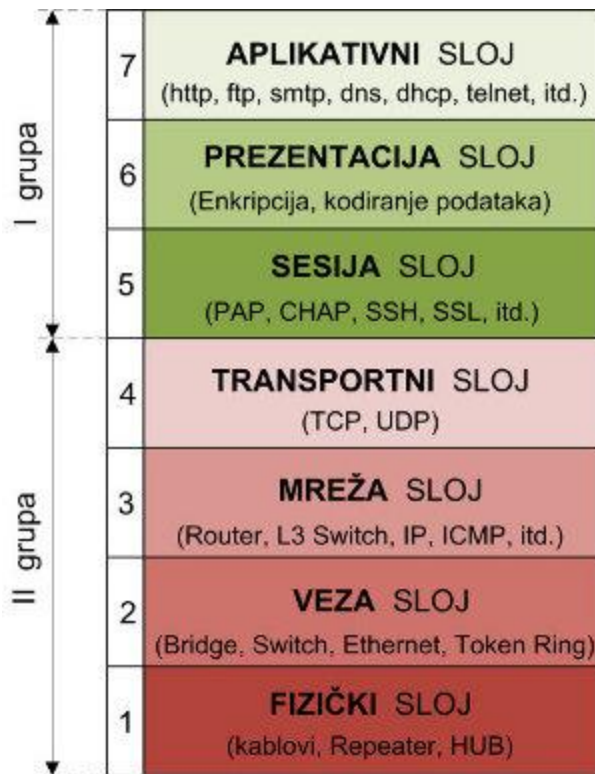 I grupa
7
APLIKATIVNI SLOJ
(http, ftp, smtp, dns, dhcp, telnet, itd.)
6
PREZENTACIJA SLOJ
(Enkripcija, kodiranje podataka)
5
SESIJA SLOJ
(PAP, CHAP, SSH, SSL, itd.)
II grupa
4
TRANSPORTNI SLOJ
(TCP, UDP)
3
MREŽA SLOJ
(Router, L3 Switch, IP, ICMP, itd.)
2
VEZA SLOJ
(Bridge, Switch, Ethernet, Token Ring)
1
FIZIČKI SLOJ
(kablovi, Repeater, HUB)